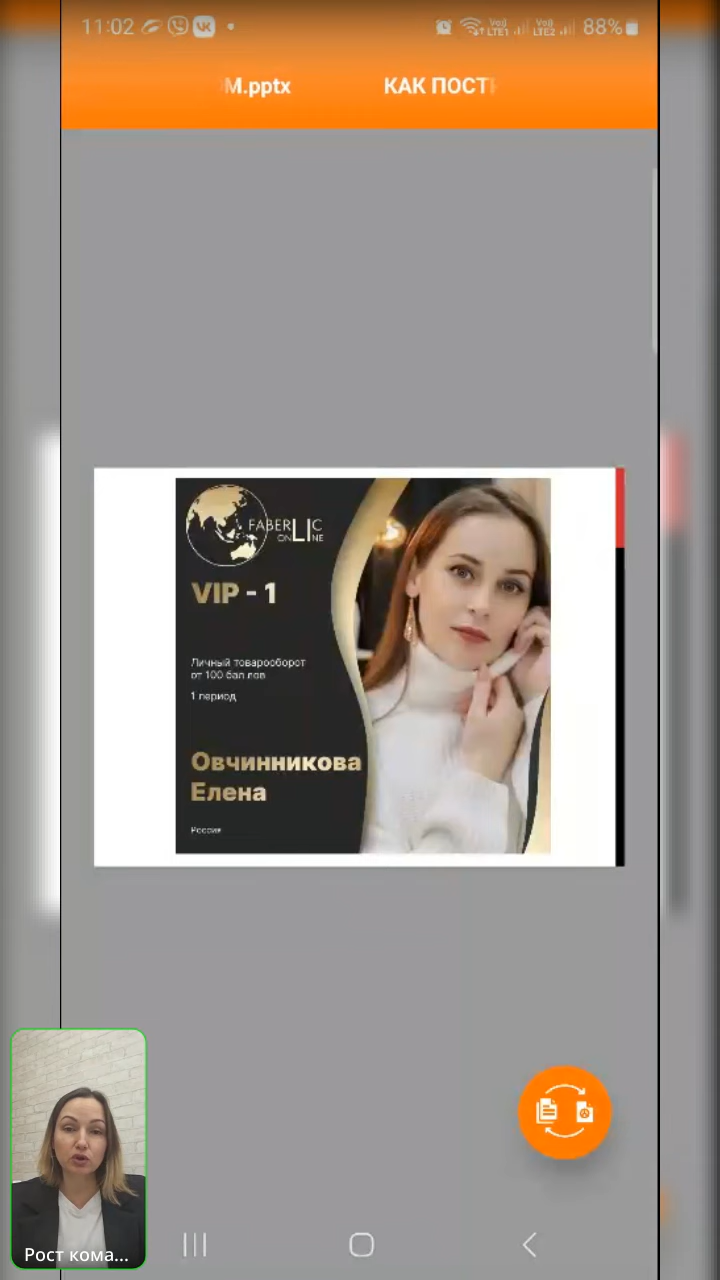 11:02
88%
М.pptx
КАК ПОСТ
FABERLIC
ONLINE
VIP - 1
Личный товарооборот
от 100 баллов
1 период
Овчинникова
Елена
Россия
Рост кома...